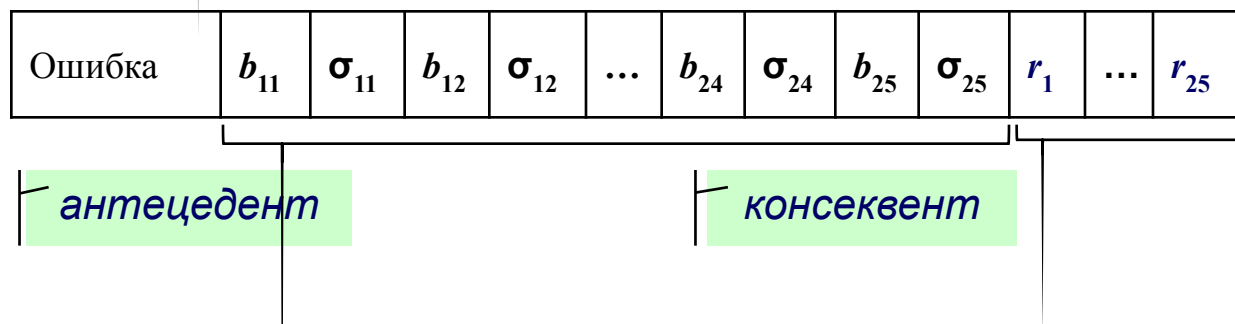 Ошибка b₁₁ σ₁₁ b₁₂ σ₁₂ ... b₂₄ σ₂₄ b₂₅ σ₂₅ r₁ ... r₂₅
антецедент консеквент